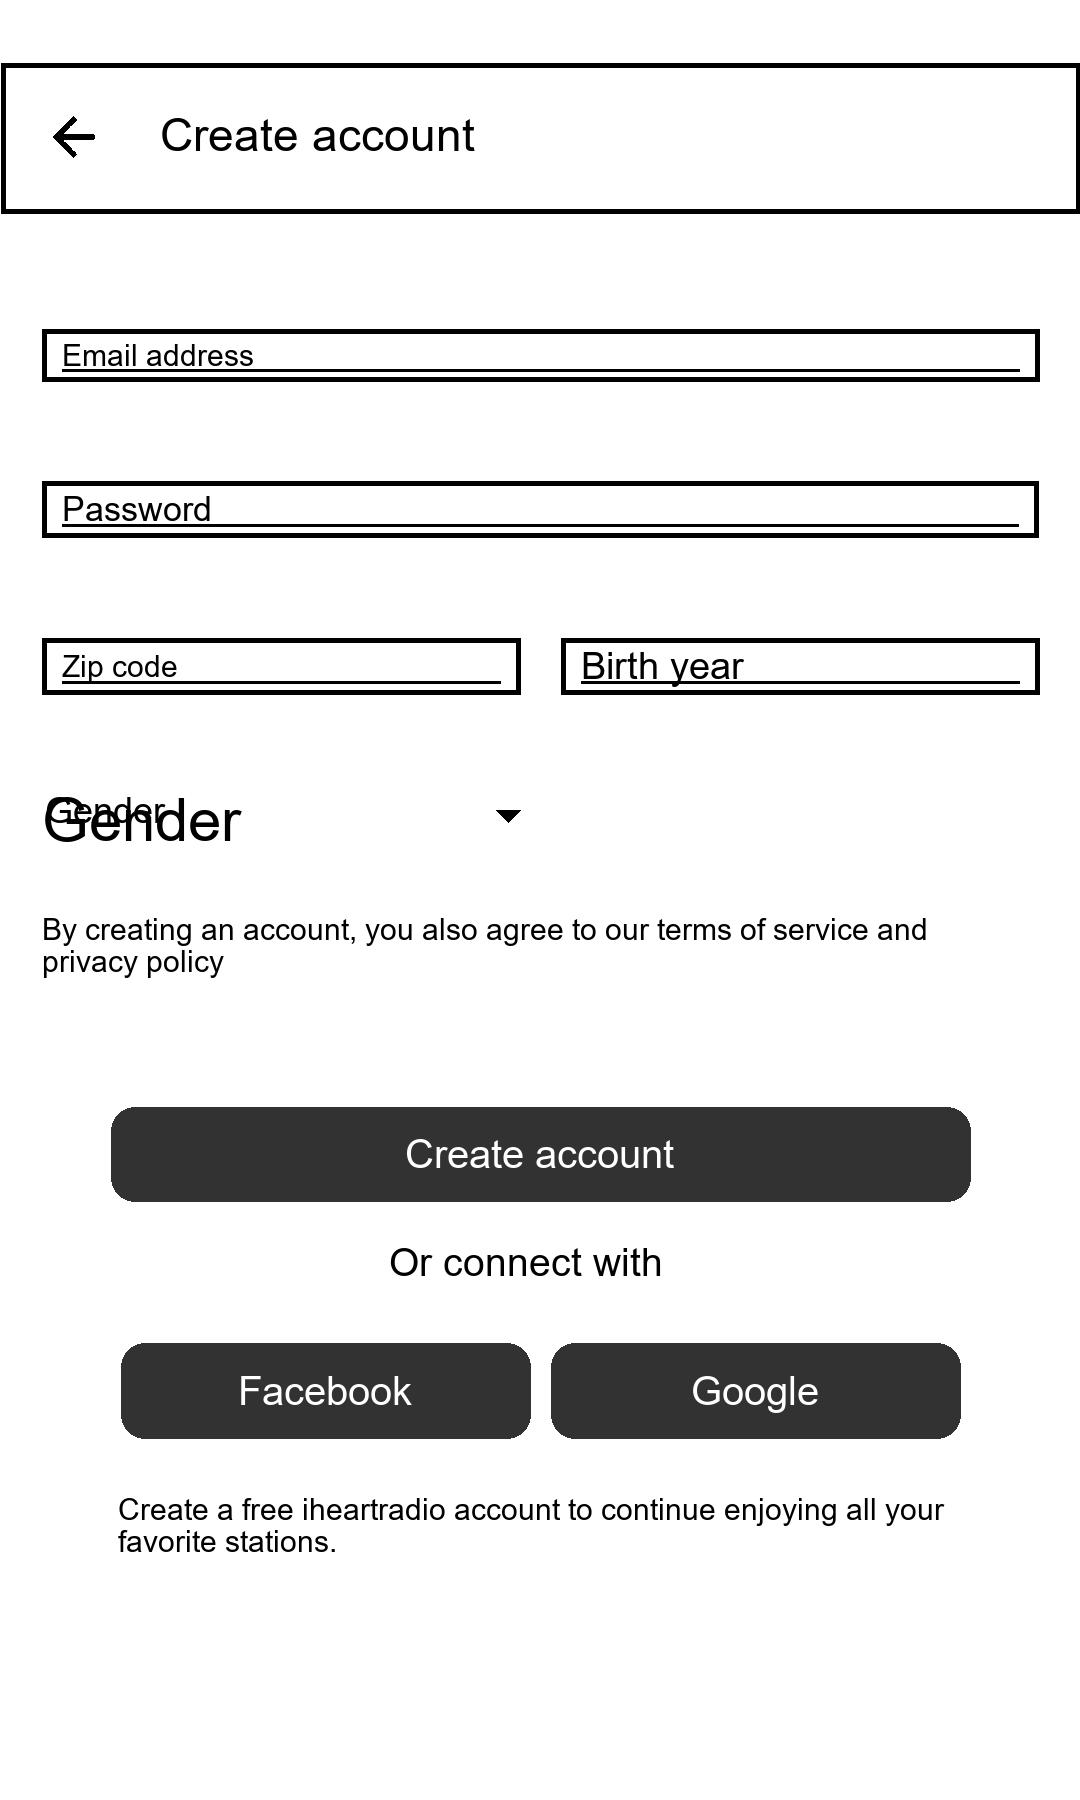 Create account
Email address
Password
Zip code
Birth year
Gender
Gender
By creating an account, you also agree to our terms of service and
privacy policy
Create account
Or connect with
Facebook
Google
Create a free iheartradio account to continue enjoying all your
favorite stations.